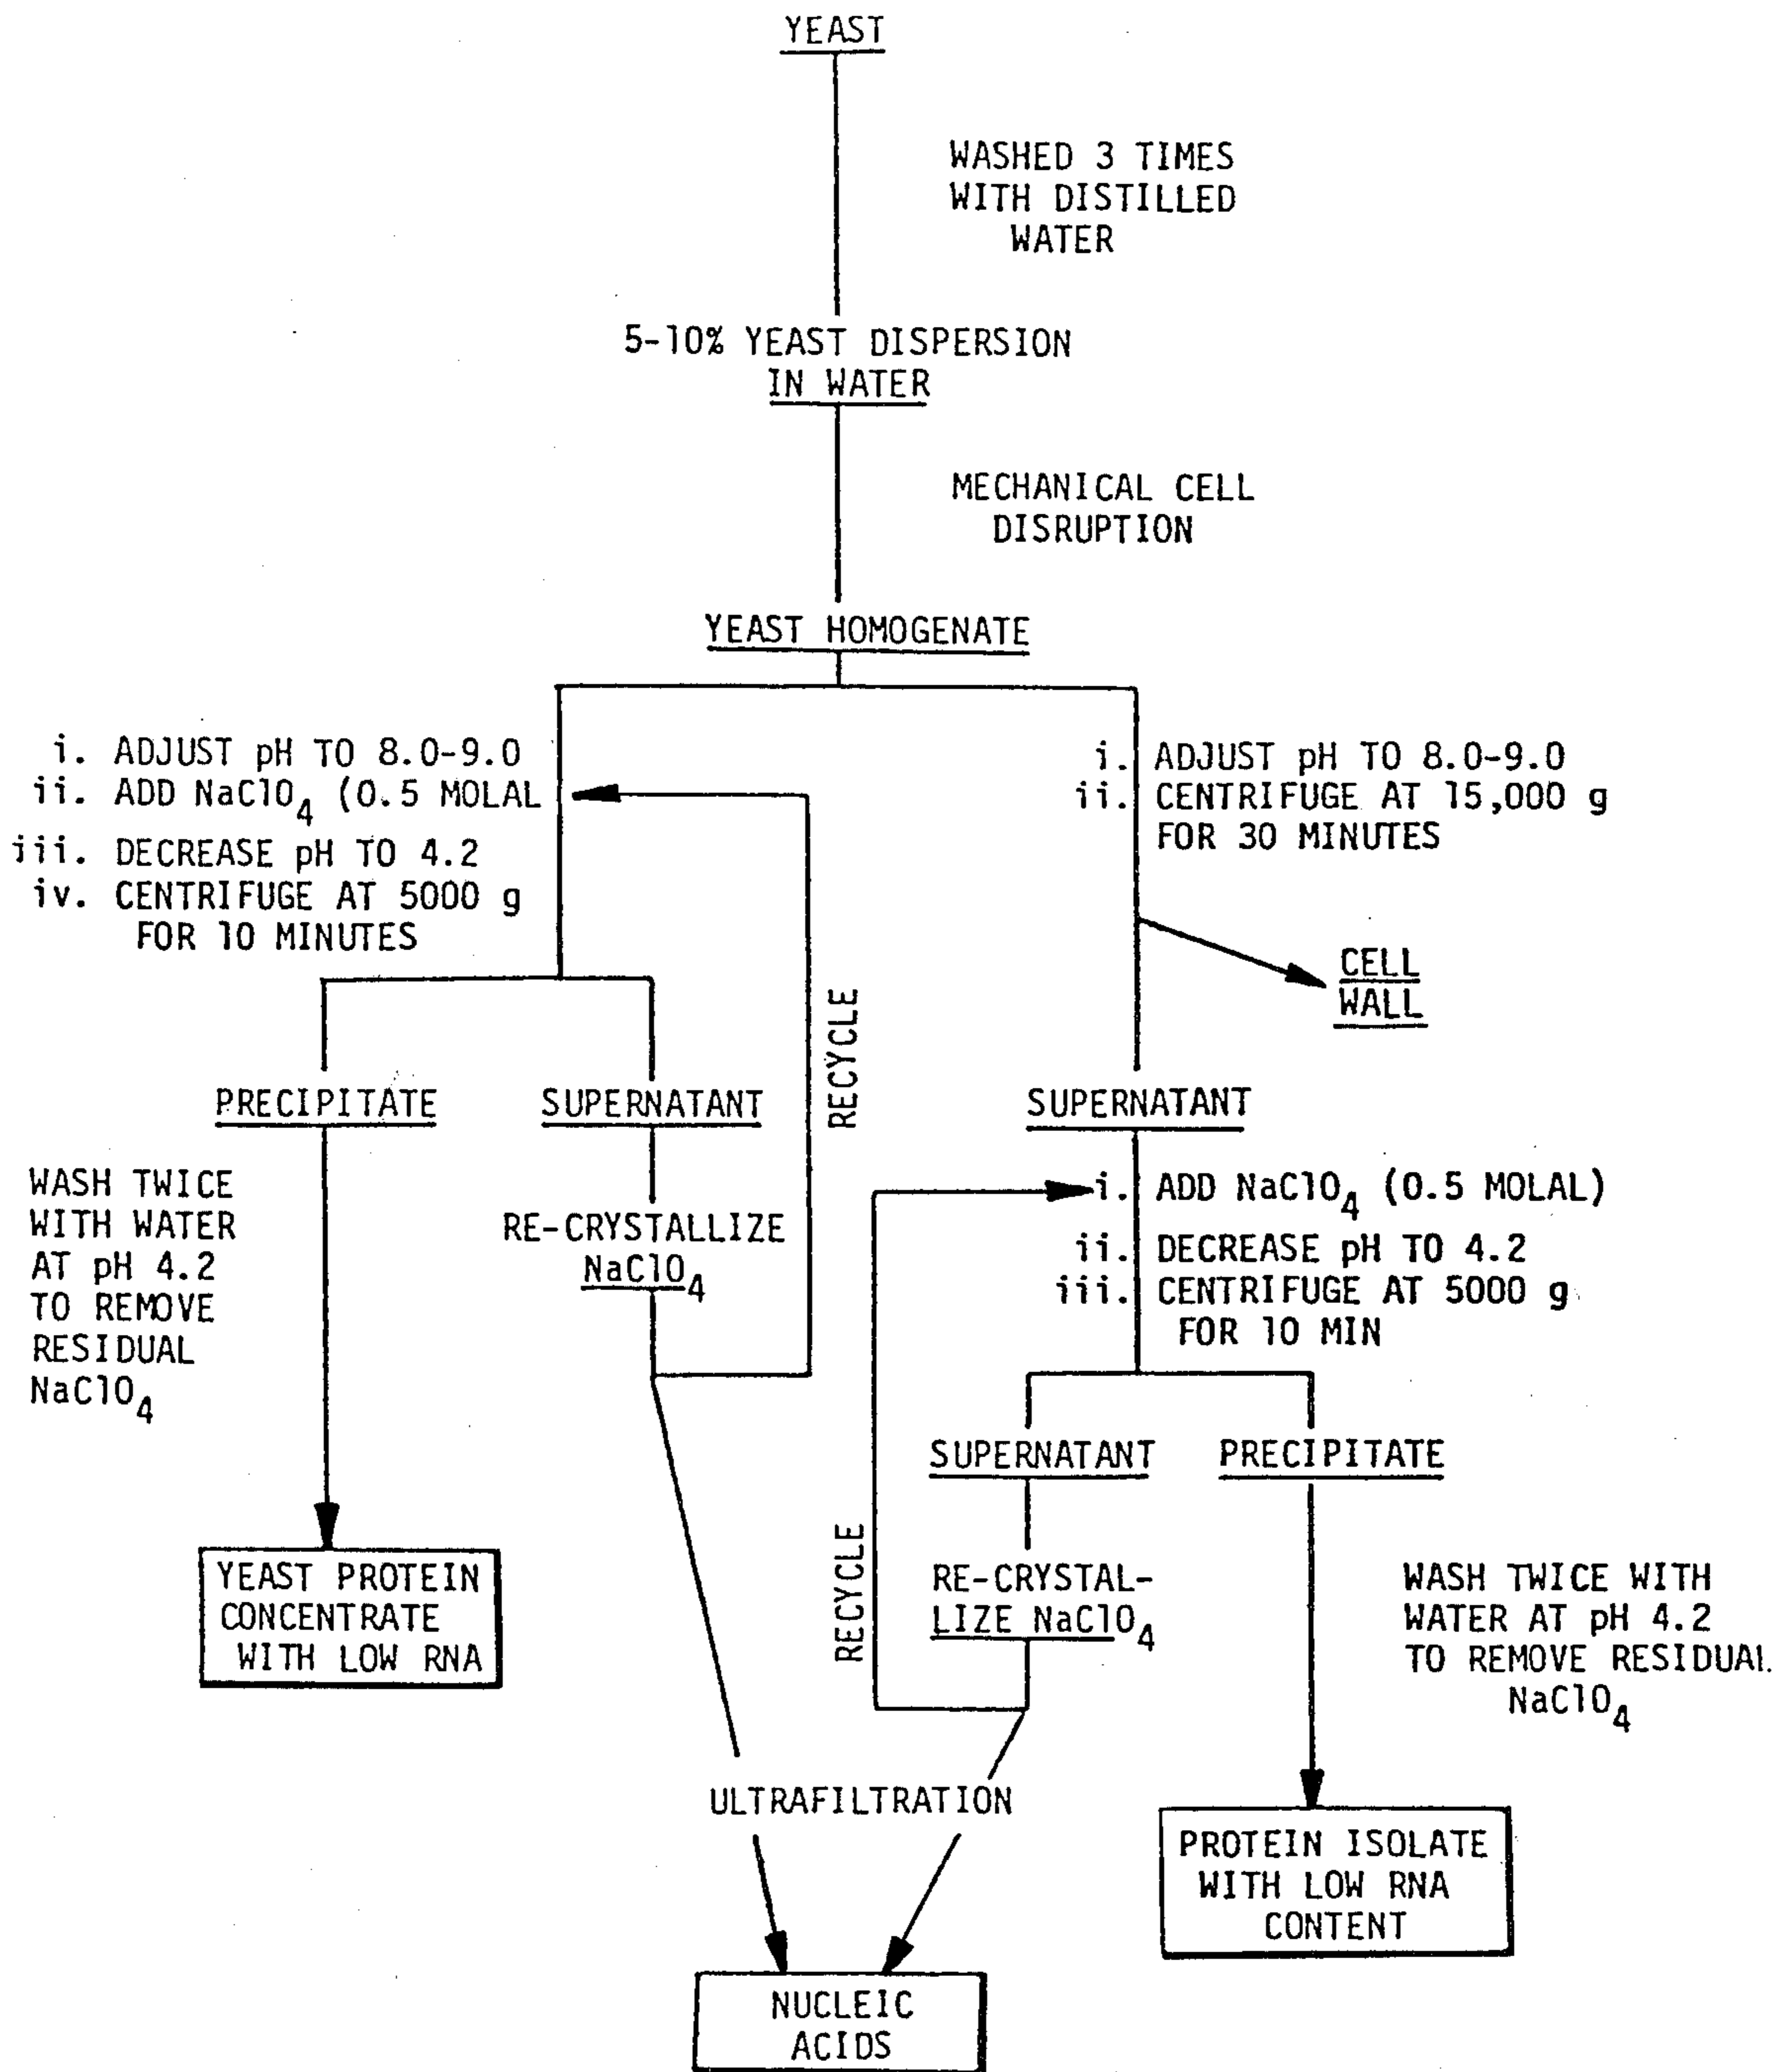 YEAST
WASHED 3 TIMES
WITH DISTILLED
WATER
5-10% YEAST DISPERSION
IN WATER
MECHANICAL CELL
DISRUPTION
YEAST HOMOGENATE
i. ADJUST pH TO 8.0-9.0
ii. ADD NaClO4 (0.5 MOLAL
iii. DECREASE pH TO 4.2
iv. CENTRIFUGE AT 5000 g
FOR 10 MINUTES
i. ADJUST pH TO 8.0-9.0
ii. CENTRIFUGE AT 15,000 g
FOR 30 MINUTES
CELL
WALL
RECYCLE
PRECIPITATE
SUPERNATANT
SUPERNATANT
WASH TWICE
WITH WATER
AT pH 4.2
TO REMOVE
RESIDUAL
NaClO4
RE-CRYSTALLIZE
NaClO4
i. ADD NaClO4 (0.5 MOLAL)
ii. DECREASE pH TO 4.2
iii. CENTRIFUGE AT 5000 g
FOR 10 MIN
SUPERNATANT
PRECIPITATE
RECYCLE
YEAST PROTEIN
CONCENTRATE
WITH LOW RNA
RE-CRYSTAL-
LIZE NaClO4
WASH TWICE WITH
WATER AT pH 4.2
TO REMOVE RESIDUAL
NaClO4
ULTRAFILTRATION
PROTEIN ISOLATE
WITH LOW RNA
CONTENT
NUCLEIC
ACIDS